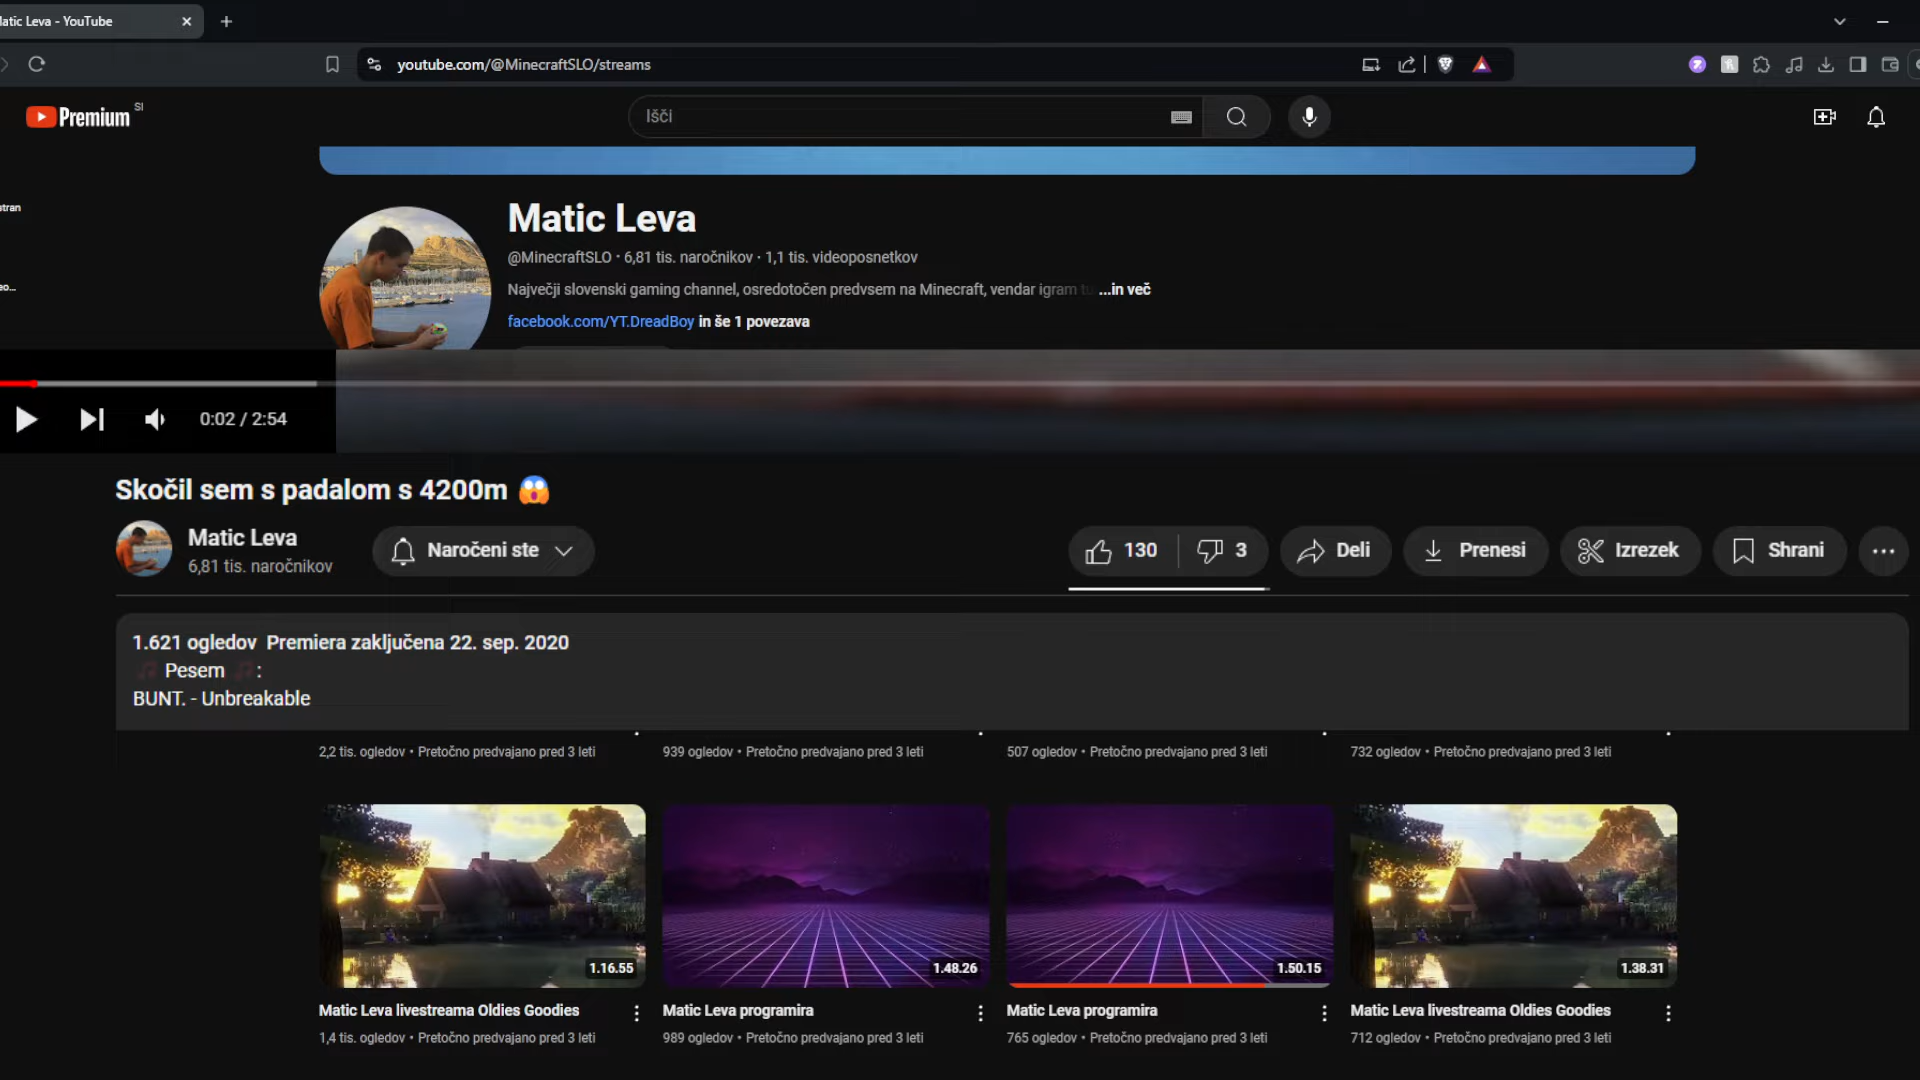 Matic Leva - YouTube
youtube.com/@MinecraftSLO/streams
Premium SI
Išči
stran
eo...
Matic Leva
@MinecraftSLO • 6,81 tis. naročnikov • 1,1 tis. videoposnetkov
Največji slovenski gaming channel, osredotočen predvsem na Minecraft, vendar igram tu ...in več
facebook.com/YT.DreadBoy in še 1 povezava
0:02 / 2:54
Skočil sem s padalom s 4200m 😱
Matic Leva
6,81 tis. naročnikov
Naročeni ste
130
3
Deli
Prenesi
Izrezek
Shrani
1.621 ogledov Premiera zaključena 22. sep. 2020
🎵 Pesem 🎵:
BUNT. - Unbreakable
2,2 tis. ogledov • Pretočno predvajano pred 3 leti
939 ogledov • Pretočno predvajano pred 3 leti
507 ogledov • Pretočno predvajano pred 3 leti
732 ogledov • Pretočno predvajano pred 3 leti
1.16.55
1.48.26
1.50.15
1.38.31
Matic Leva livestreama Oldies Goodies
1,4 tis. ogledov • Pretočno predvajano pred 3 leti
Matic Leva programira
989 ogledov • Pretočno predvajano pred 3 leti
Matic Leva programira
765 ogledov • Pretočno predvajano pred 3 leti
Matic Leva livestreama Oldies Goodies
712 ogledov • Pretočno predvajano pred 3 leti